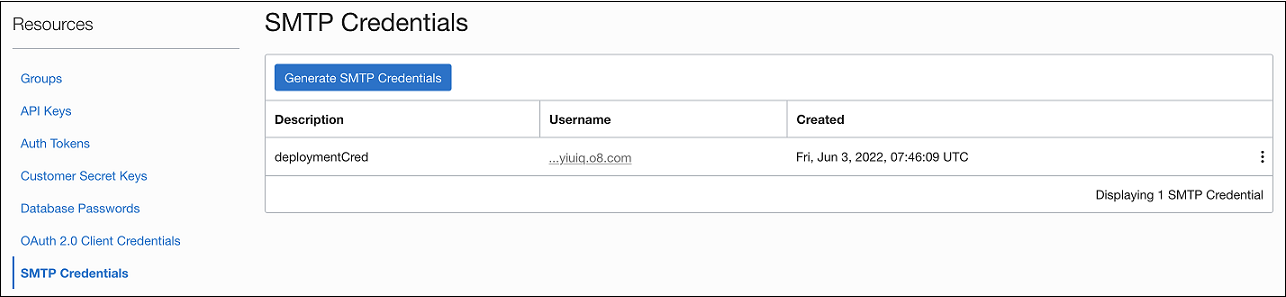 Resources
Groups
API Keys
Auth Tokens
Customer Secret Keys
Database Passwords
OAuth 2.0 Client Credentials
SMTP Credentials
SMTP Credentials
Generate SMTP Credentials
Description Username Created
deploymentCred ...yiuiq.o8.com Fri, Jun 3, 2022, 07:46:09 UTC
Displaying 1 SMTP Credential